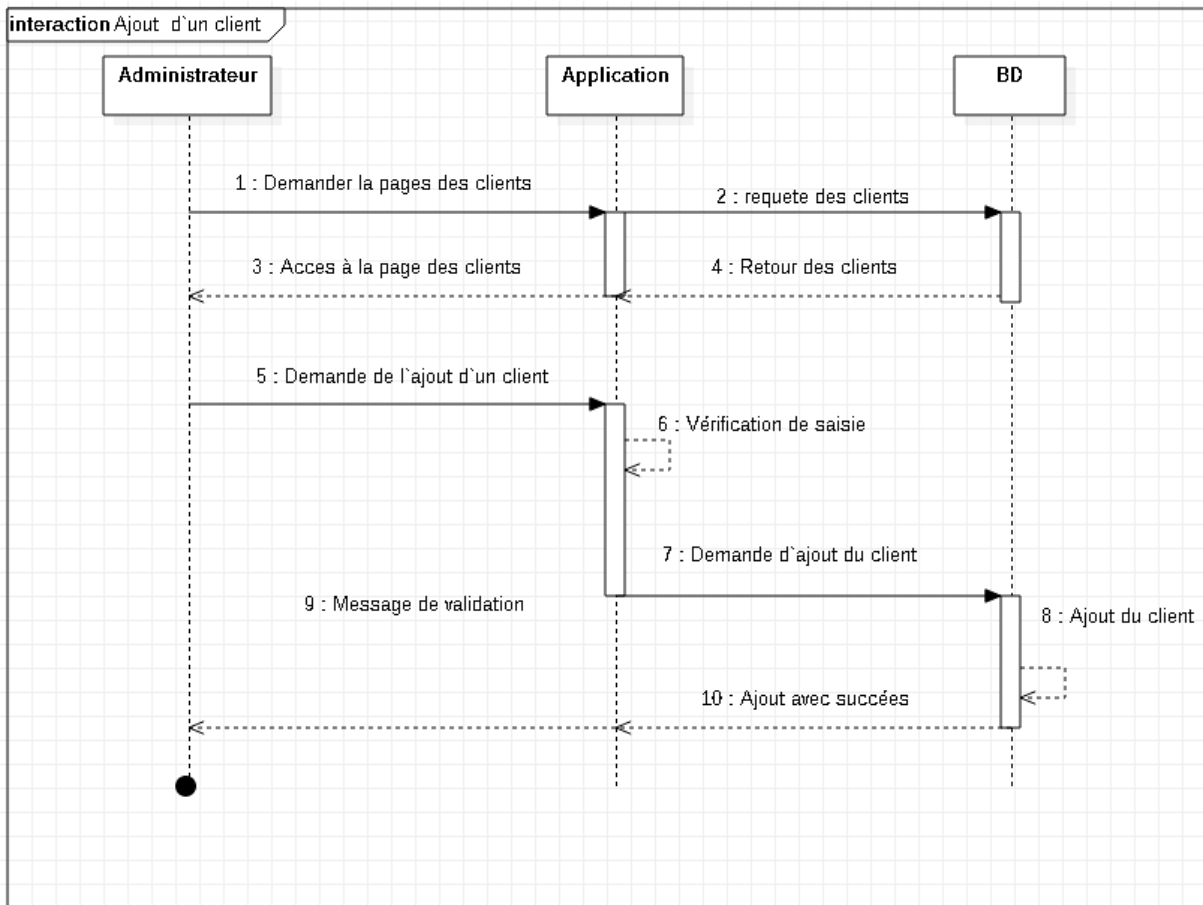 interaction Ajout d`un client
Administrateur
Application
BD
1 : Demander la pages des clients
2 : requete des clients
3 : Acces à la page des clients
4 : Retour des clients
5 : Demande de l`ajout d`un client
6 : Vérification de saisie
7 : Demande d`ajout du client
9 : Message de validation
8 : Ajout du client
10 : Ajout avec succées